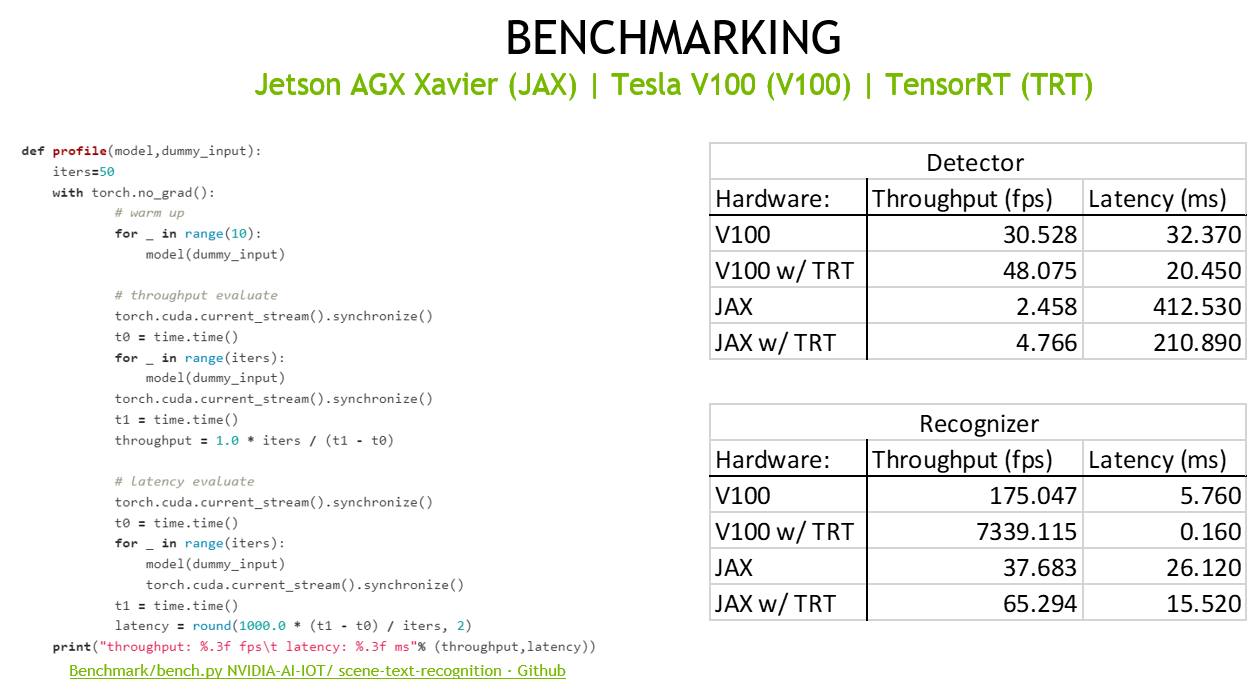 BENCHMARKING
Jetson AGX Xavier (JAX) | Tesla V100 (V100) | TensorRT (TRT)
def profile(model,dummy_input):
    iters=50
    with torch.no_grad():
            # warm up
            for _ in range(10):
                model(dummy_input)
            # throughput evaluate
            torch.cuda.current_stream().synchronize()
            t0 = time.time()
            for _ in range(iters):
                model(dummy_input)
            torch.cuda.current_stream().synchronize()
            t1 = time.time()
            throughput = 1.0 * iters / (t1 - t0)
            # latency evaluate
            torch.cuda.current_stream().synchronize()
            t0 = time.time()
            for _ in range(iters):
                model(dummy_input)
                torch.cuda.current_stream().synchronize()
            t1 = time.time()
            latency = round(1000.0 * (t1 - t0) / iters, 2)
    print("throughput: %.3f fps\t latency: %.3f ms"% (throughput,latency))
Benchmark/bench.py NVIDIA-AI-IOT/ scene-text-recognition · Github
Detector
Hardware: Throughput (fps) Latency (ms)
V100 30.528 32.370
V100 w/ TRT 48.075 20.450
JAX 2.458 412.530
JAX w/ TRT 4.766 210.890
Recognizer
Hardware: Throughput (fps) Latency (ms)
V100 175.047 5.760
V100 w/ TRT 7339.115 0.160
JAX 37.683 26.120
JAX w/ TRT 65.294 15.520